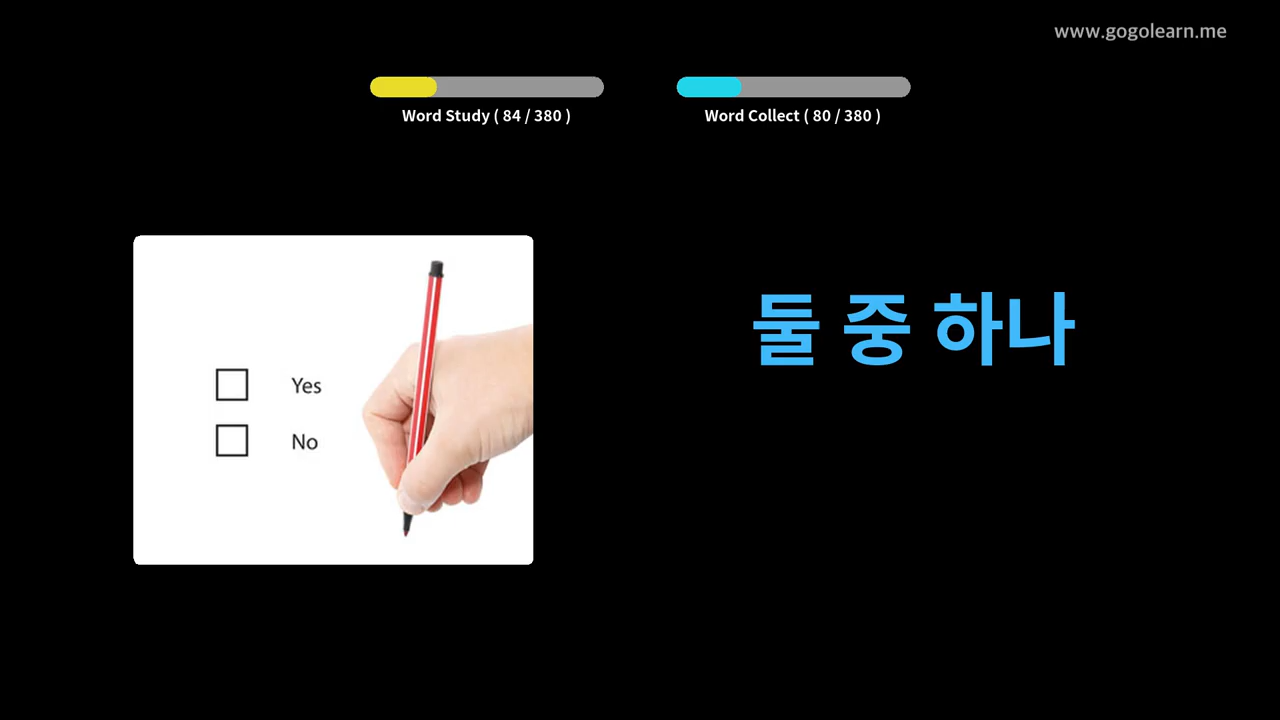 www.gogolearn.me
Word Study ( 84 / 380 )
Word Collect ( 80 / 380 )
둘 중 하나
Yes
No